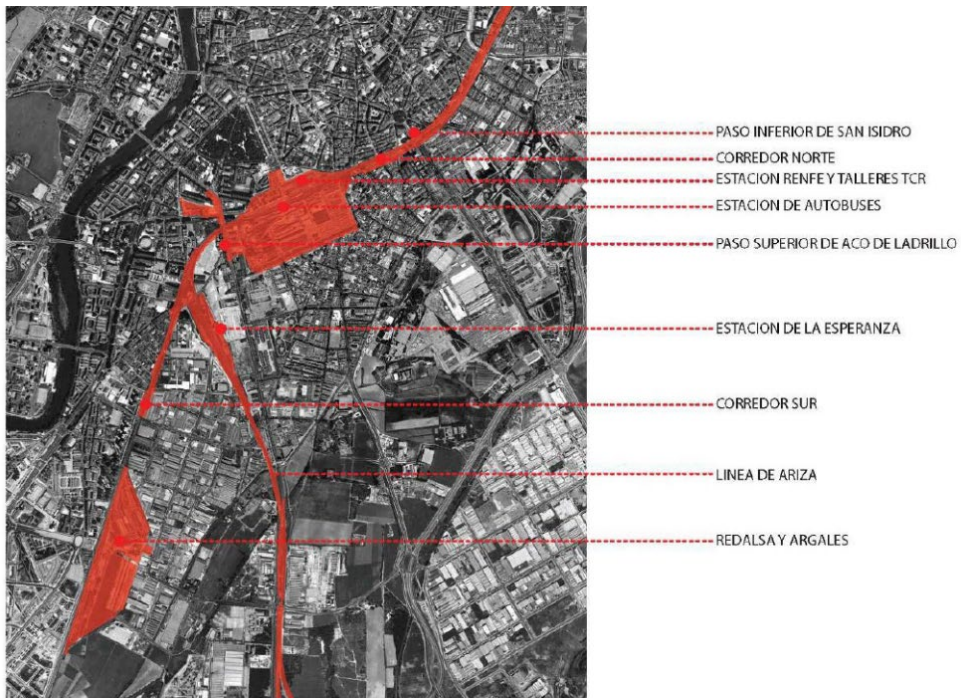 PASO INFERIOR DE SAN ISIDRO
CORREDOR NORTE
ESTACION RENFE Y TALLERES TCR
ESTACION DE AUTOBUSES
PASO SUPERIOR DE ACO DE LADRILLO
ESTACION DE LA ESPERANZA
CORREDOR SUR
LINEA DE ARIZA
REDALSA Y ARGALES